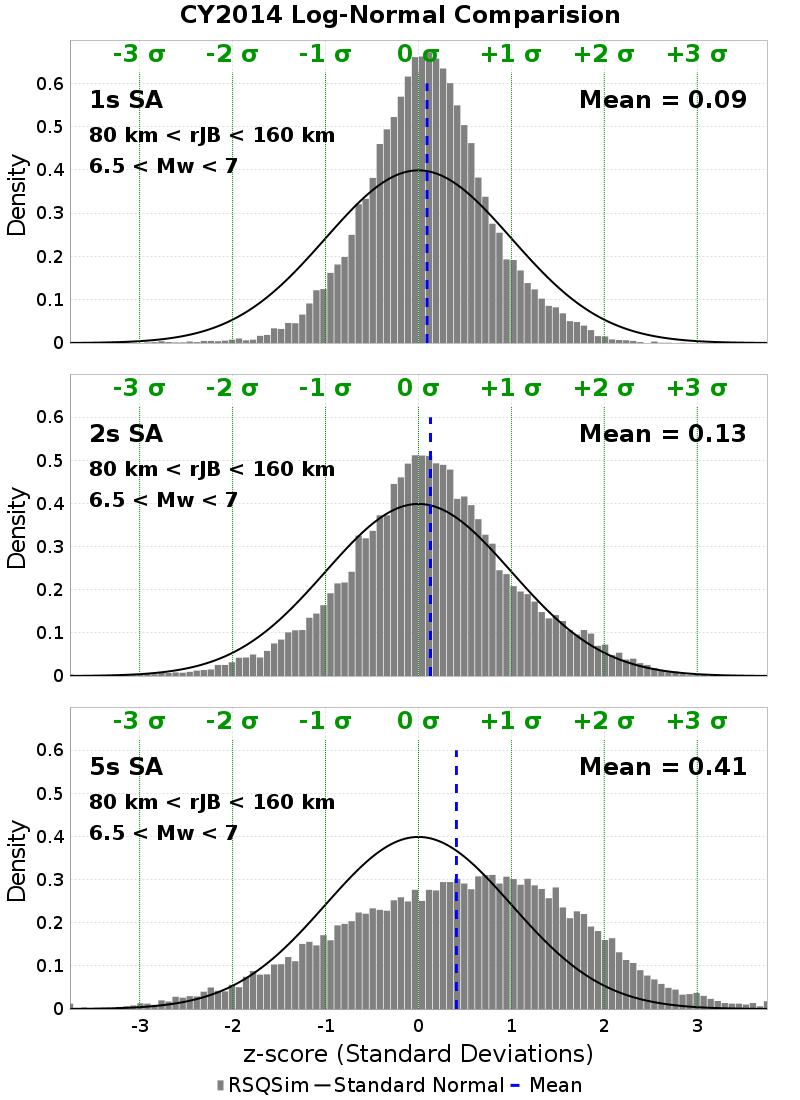 CY2014 Log-Normal Comparision
-3 σ -2 σ -1 σ 0 σ +1 σ +2 σ +3 σ
1s SA Mean = 0.09
80 km < rJB < 160 km
6.5 < Mw < 7
Density
0.6
0.5
0.4
0.3
0.2
0.1
0
-3 σ -2 σ -1 σ 0 σ +1 σ +2 σ +3 σ
2s SA Mean = 0.13
80 km < rJB < 160 km
6.5 < Mw < 7
Density
0.6
0.5
0.4
0.3
0.2
0.1
0
-3 σ -2 σ -1 σ 0 σ +1 σ +2 σ +3 σ
5s SA Mean = 0.41
80 km < rJB < 160 km
6.5 < Mw < 7
Density
0.6
0.5
0.4
0.3
0.2
0.1
0
-3 -2 -1 0 1 2 3
z-score (Standard Deviations)
RSQSim Standard Normal Mean